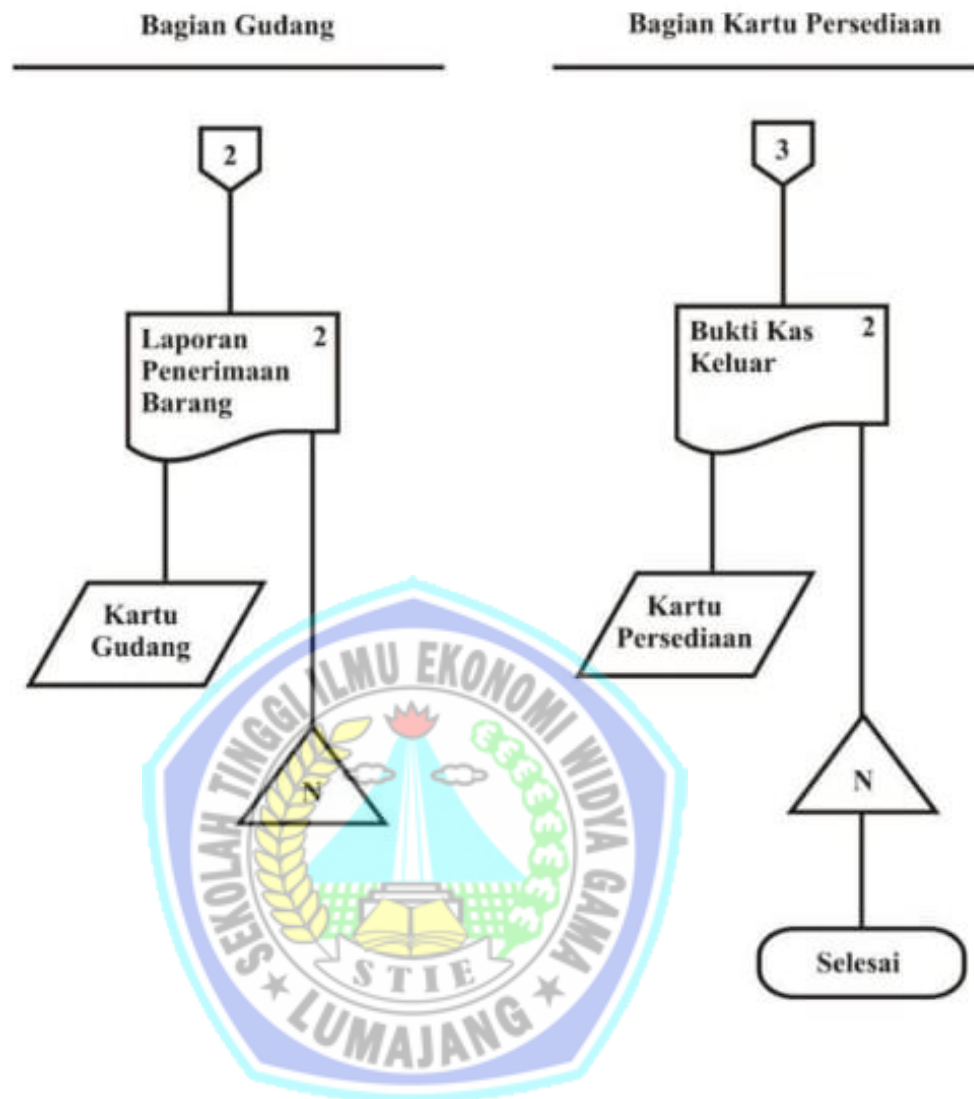 Bagian Gudang
2
Laporan 2
Penerimaan
Barang
Kartu
Gudang
N
Bagian Kartu Persediaan
3
Bukti Kas 2
Keluar
Kartu
Persediaan
N
Selesai
SEKOLAH TINGGI ILMU EKONOMI WIDYA GAMA
STIE
LUMAJANG